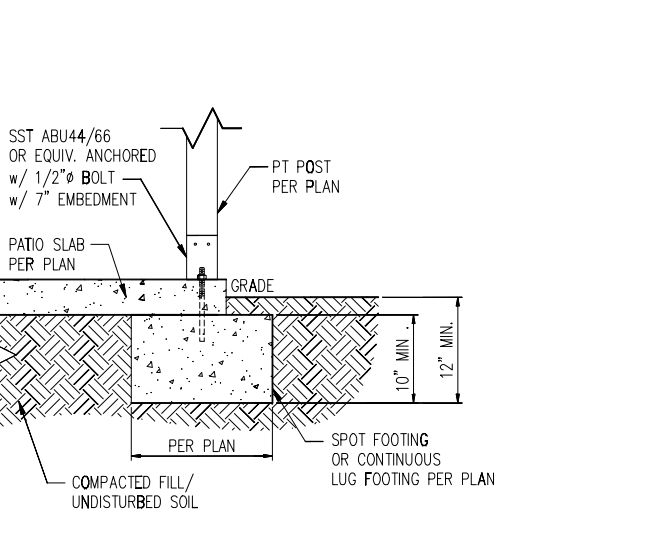 SST ABU44/66
OR EQUIV. ANCHORED
w/ 1/2"ø BOLT
w/ 7" EMBEDMENT
PT POST
PER PLAN
PATIO SLAB
PER PLAN
GRADE
10" MIN.
12" MIN.
PER PLAN
SPOT FOOTING
OR CONTINUOUS
LUG FOOTING PER PLAN
COMPACTED FILL/
UNDISTURBED SOIL